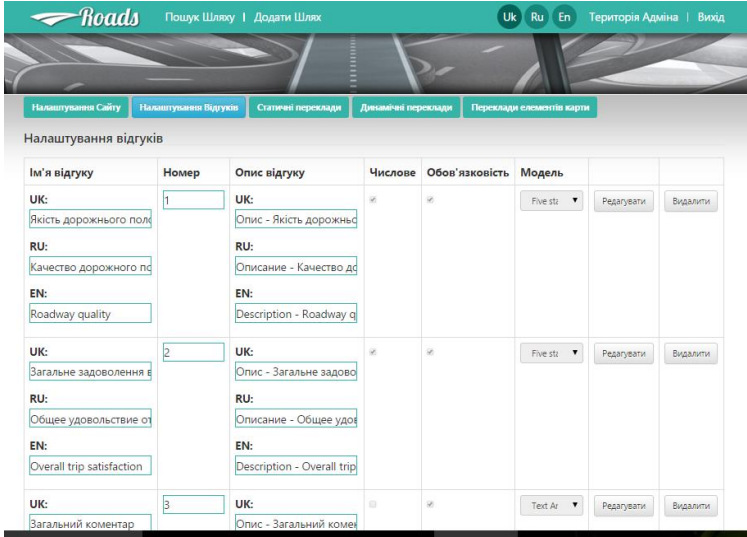 Roads Пошук Шляху | Додати Шлях Uk Ru En Територія Адміна | Вихід
Налаштування Сайту Налаштування Відгуків Статичні переклади Динамічні переклади Переклади елементів карти
Налаштування відгуків
Ім'я відгуку Номер Опис відгуку Числове Обов'язковість Модель
UK: 1 UK: Five sta Редагувати Видалити
Якість дорожнього поло Опис - Якість дорожньо
RU: RU:
Качество дорожного по Описание - Качество до
EN: EN:
Roadway quality Description - Roadway q
UK: 2 UK: Five sta Редагувати Видалити
Загальне задоволення в Опис - Загальне задово
RU: RU:
Общее удовольствие от Описание - Общее удов
EN: EN:
Overall trip satisfaction Description - Overall trip
UK: 3 UK: Text Ar Редагувати Видалити
Загальний коментар Опис - Загальний комен